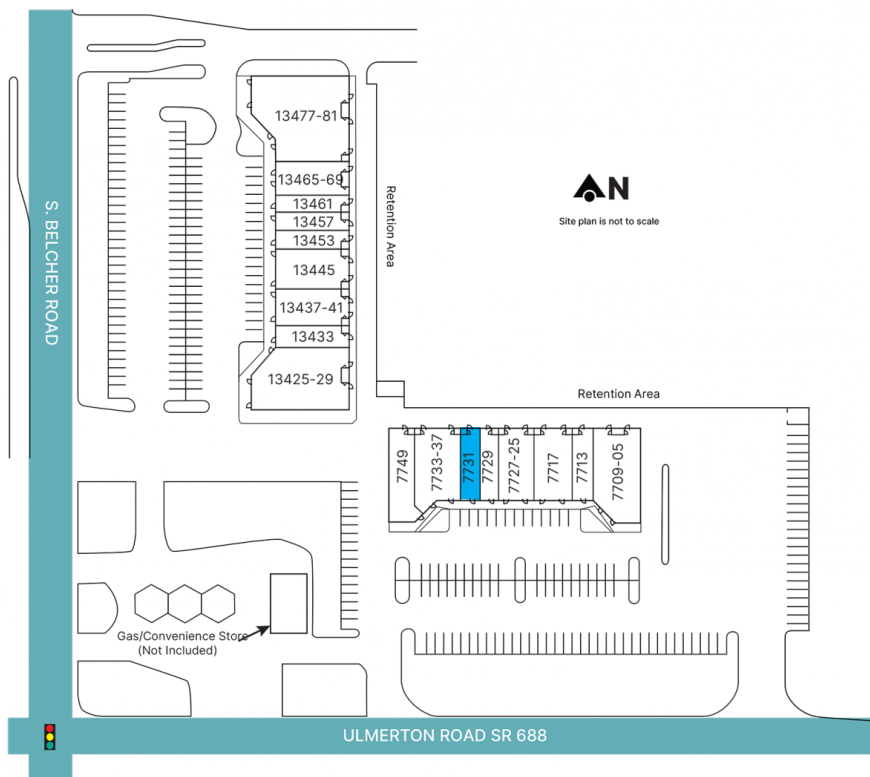 13477-81
13465-69
13461
13457
13453
13445
13437-41
13433
13425-29
S. BELCHER ROAD
Retention Area
N
Site plan is not to scale
Retention Area
7749
7733-37
7731
7729
7727-25
7717
7713
7709-05
Gas/Convenience Store
(Not Included)
ULMERTON ROAD SR 688